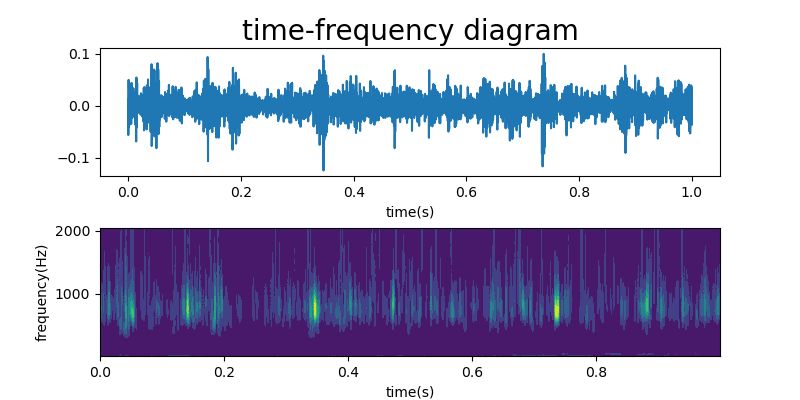 time-frequency diagram
0.1
0.0
−0.1
0.0 0.2 0.4 0.6 0.8 1.0
time(s)
2000
1000
frequency(Hz)
0.0 0.2 0.4 0.6 0.8
time(s)